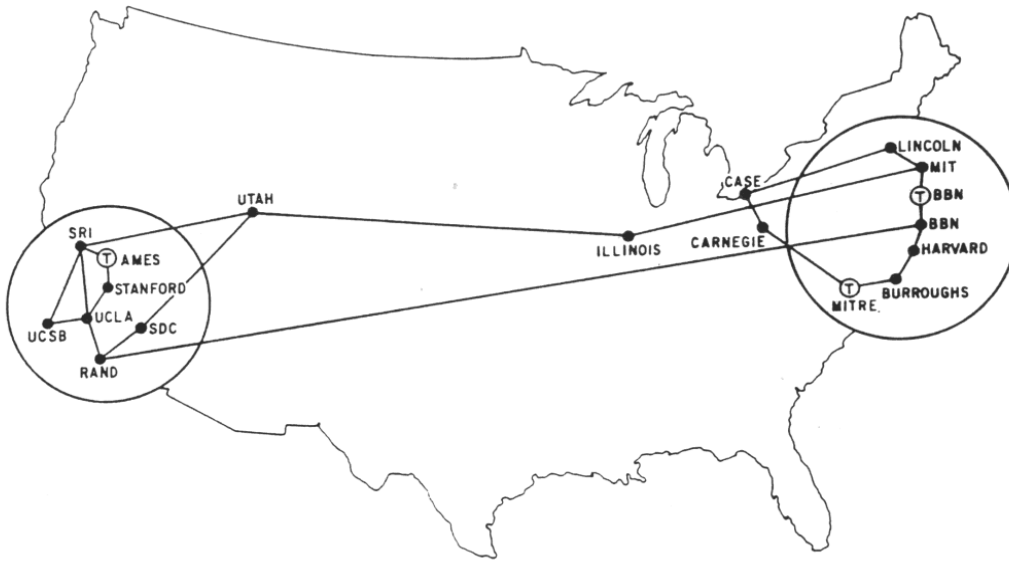 LINCOLN
MIT
CASE
T BBN
UTAH
BBN
SRI
ILLINOIS
CARNEGIE
HARVARD
T AMES
STANFORD
BURROUGHS
T
MITRE
UCLA
SDC
UCSB
RAND